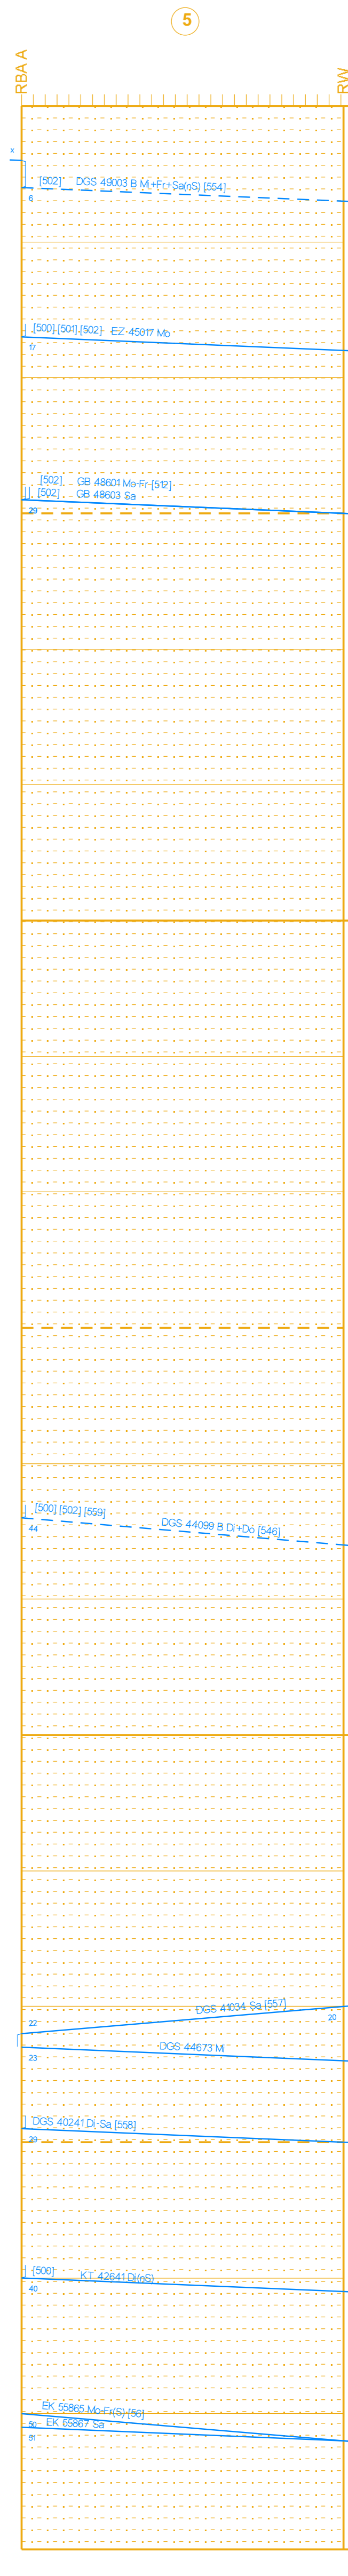 5
RBA A
RW
x
[502] DGS 49003 B Mi+Fr+Sa(nS) [554]
6
[500] [501] [502] EZ 45017 Mo
17
[502] GB 48601 Mo-Fr [512]
[502] GB 48603 Sa
29
[500] [502] [559] DGS 44099 B Di+Do [546]
44
DGS 41034 Sa [557]
22
20
DGS 44673 Mi
23
DGS 40241 Di-Sa [558]
29
[500] KT 42641 Di(nS)
40
EK 55865 Mo-Fr(S) [56]
50 EK 55867 Sa
51